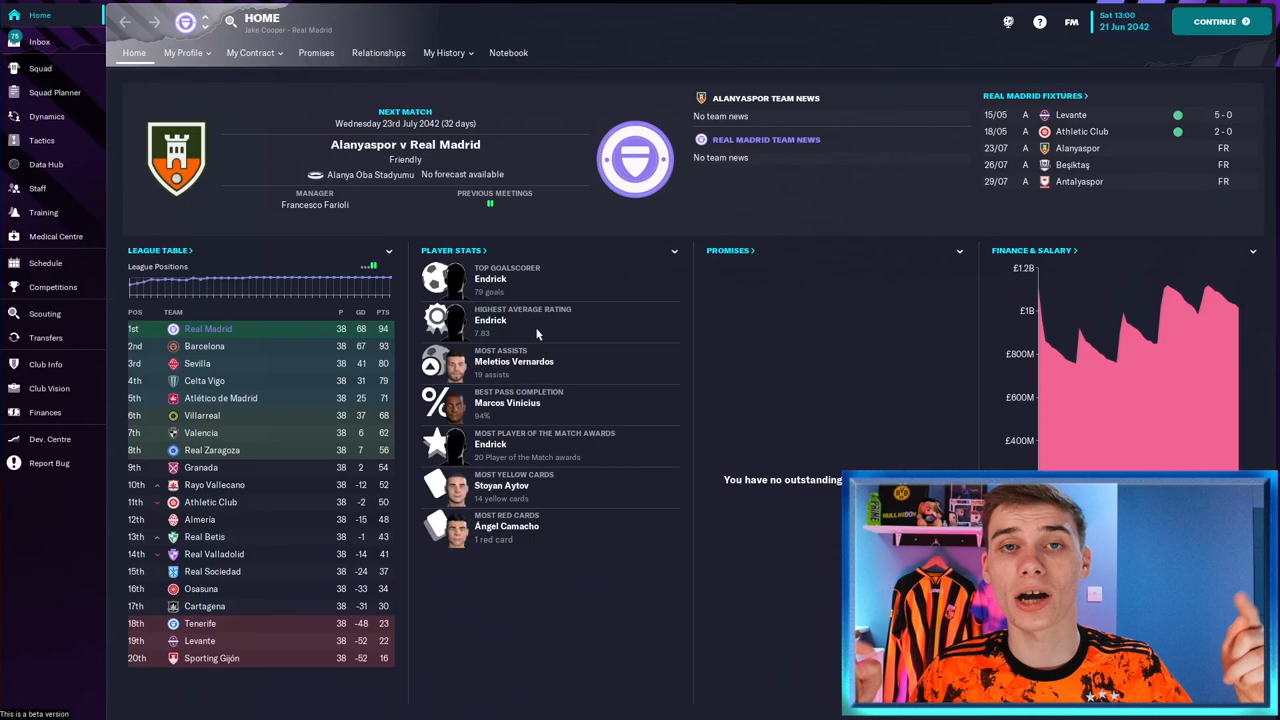 Home
75
Inbox
Squad
Squad Planner
Dynamics
Tactics
Data Hub
Staff
Training
Medical Centre
Schedule
Competitions
Scouting
Transfers
Club Info
Club Vision
Finances
Dev. Centre
Report Bug
This is a beta version
HOME
Jake Cooper - Real Madrid
?
FM
Sat 13:00
21 Jun 2042
CONTINUE
Home
My Profile
My Contract
Promises
Relationships
My History
Notebook
NEXT MATCH
Wednesday 23rd July 2042 (32 days)
Alanyaspor v Real Madrid
Friendly
Alanya Oba Stadyumu No forecast available
MANAGER PREVIOUS MEETINGS
Francesco Farioli
ALANYASPOR TEAM NEWS
No team news
REAL MADRID TEAM NEWS
No team news
REAL MADRID FIXTURES >
15/05 A Levante 5 - 0
18/05 A Athletic Club 2 - 0
23/07 A Alanyaspor FR
26/07 A Beşiktaş FR
29/07 A Antalyaspor FR
LEAGUE TABLE >
League Positions
POS TEAM P GD PTS
1st Real Madrid 38 68 94
2nd Barcelona 38 67 93
3rd Sevilla 38 41 80
4th Celta Vigo 38 31 79
5th Atlético de Madrid 38 25 71
6th Villarreal 38 37 68
7th Valencia 38 6 62
8th Real Zaragoza 38 7 56
9th Granada 38 2 54
10th Rayo Vallecano 38 -12 52
11th Athletic Club 38 -2 50
12th Almería 38 -15 48
13th Real Betis 38 -1 43
14th Real Valladolid 38 -14 41
15th Real Sociedad 38 -24 37
16th Osasuna 38 -33 34
17th Cartagena 38 -31 30
18th Tenerife 38 -48 23
19th Levante 38 -52 22
20th Sporting Gijón 38 -52 16
PLAYER STATS >
TOP GOALSCORER
Endrick
79 goals
HIGHEST AVERAGE RATING
Endrick
7.83
MOST ASSISTS
Meletios Vernardos
19 assists
BEST PASS COMPLETION
Marcos Vinicius
94%
MOST PLAYER OF THE MATCH AWARDS
Endrick
20 Player of the Match awards
MOST YELLOW CARDS
Stoyan Aytov
14 yellow cards
MOST RED CARDS
Ángel Camacho
1 red card
PROMISES >
You have no outstanding
FINANCE & SALARY >
£1.2B
£1B
£800M
£600M
£400M